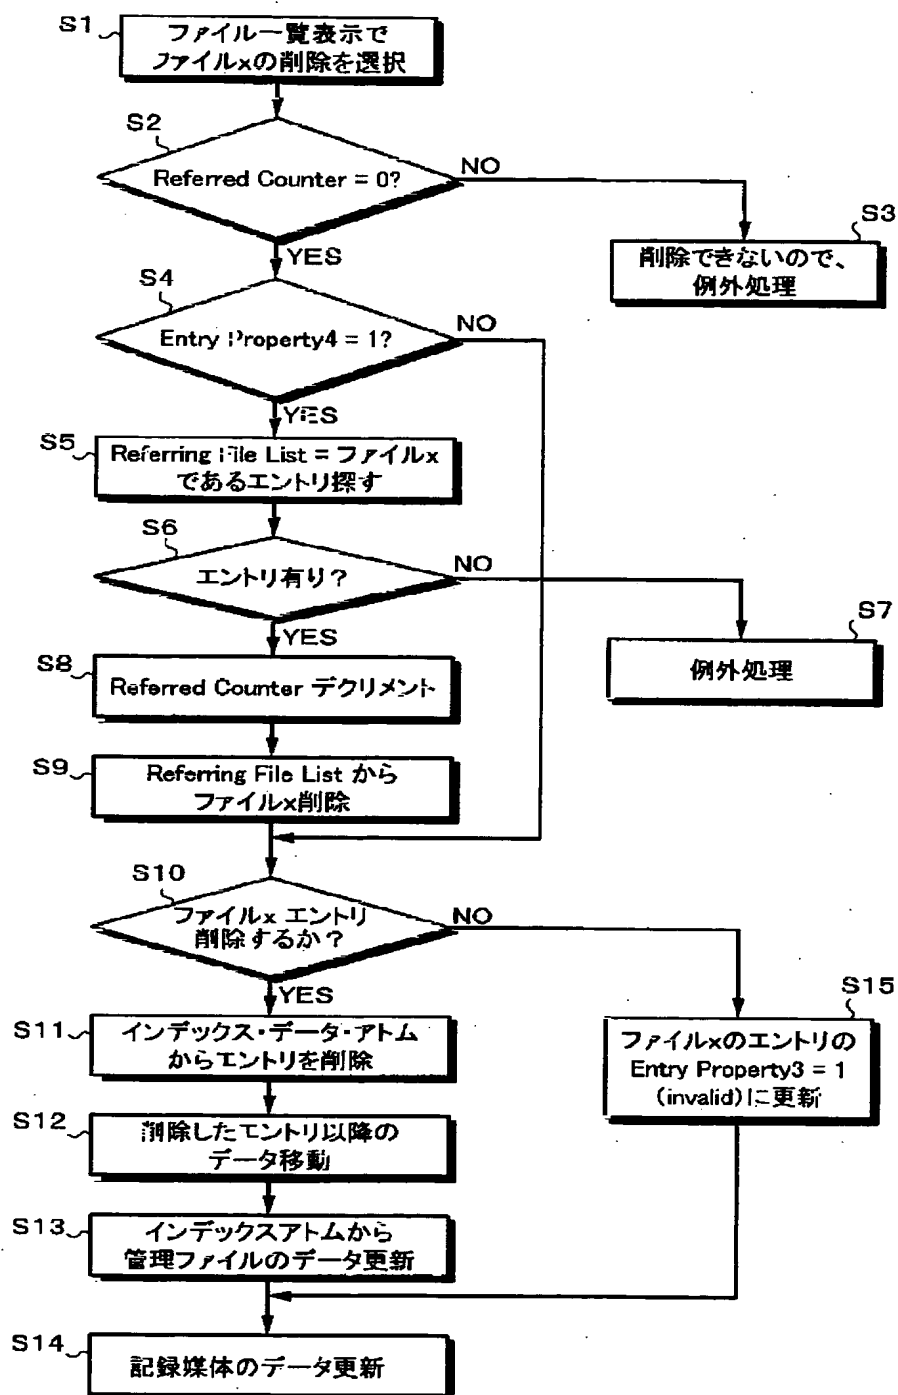 S1
ファイル一覧表示で
ファイルxの削除を選択
S2
Referred Counter = 0?
NO
YES
S3
削除できないので、
例外処理
S4
Entry Property4 = 1?
NO
YES
S5
Referring File List = ファイルx
であるエントリ探す
S6
エントリ有り？
NO
YES
S7
例外処理
S8
Referred Counter デクリメント
S9
Referring File List から
ファイルx削除
S10
ファイルx エントリ
削除するか？
NO
YES
S11
インデックス・データ・アトム
からエントリを削除
S15
ファイルxのエントリの
Entry Property3 = 1
(invalid)に更新
S12
削除したエントリ以降の
データ移動
S13
インデックスアトムから
管理ファイルのデータ更新
S14
記録媒体のデータ更新